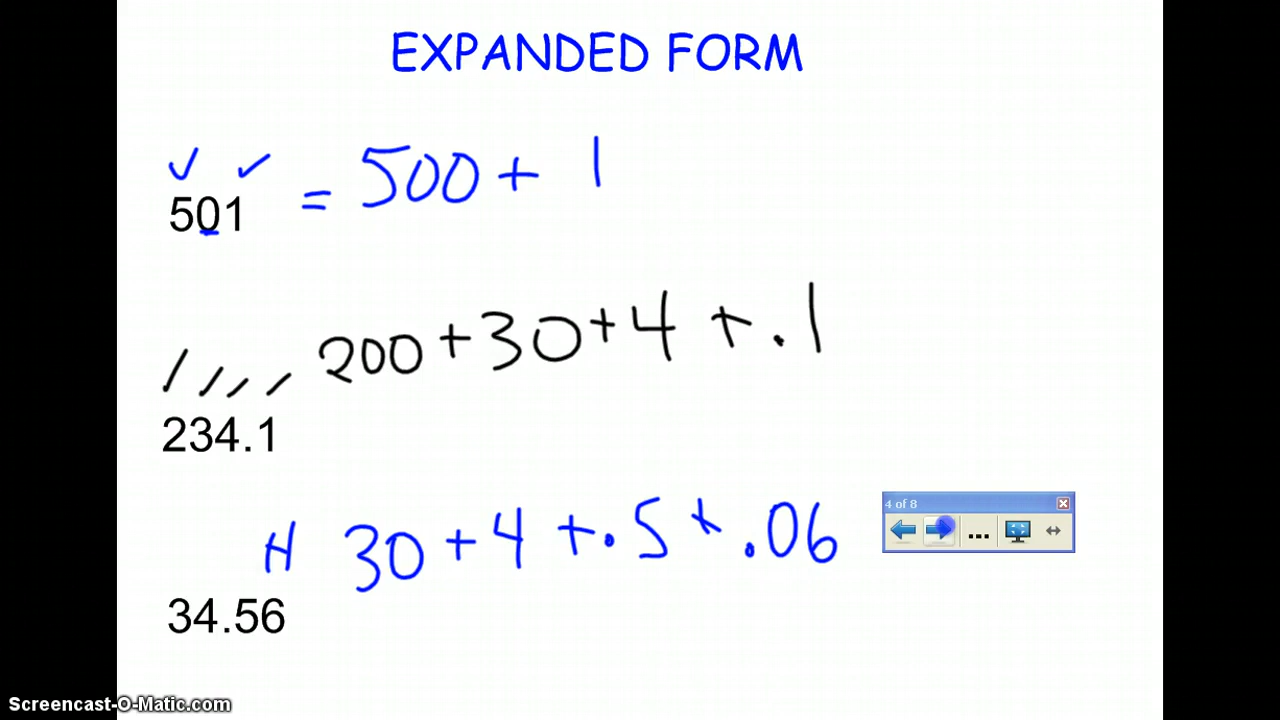 EXPANDED FORM
501 = 500 + 1
200 + 30 + 4 + .1
234.1
H 30 + 4 + .5 + .06
34.56
4 of 8
...
Screencast-O-Matic.com